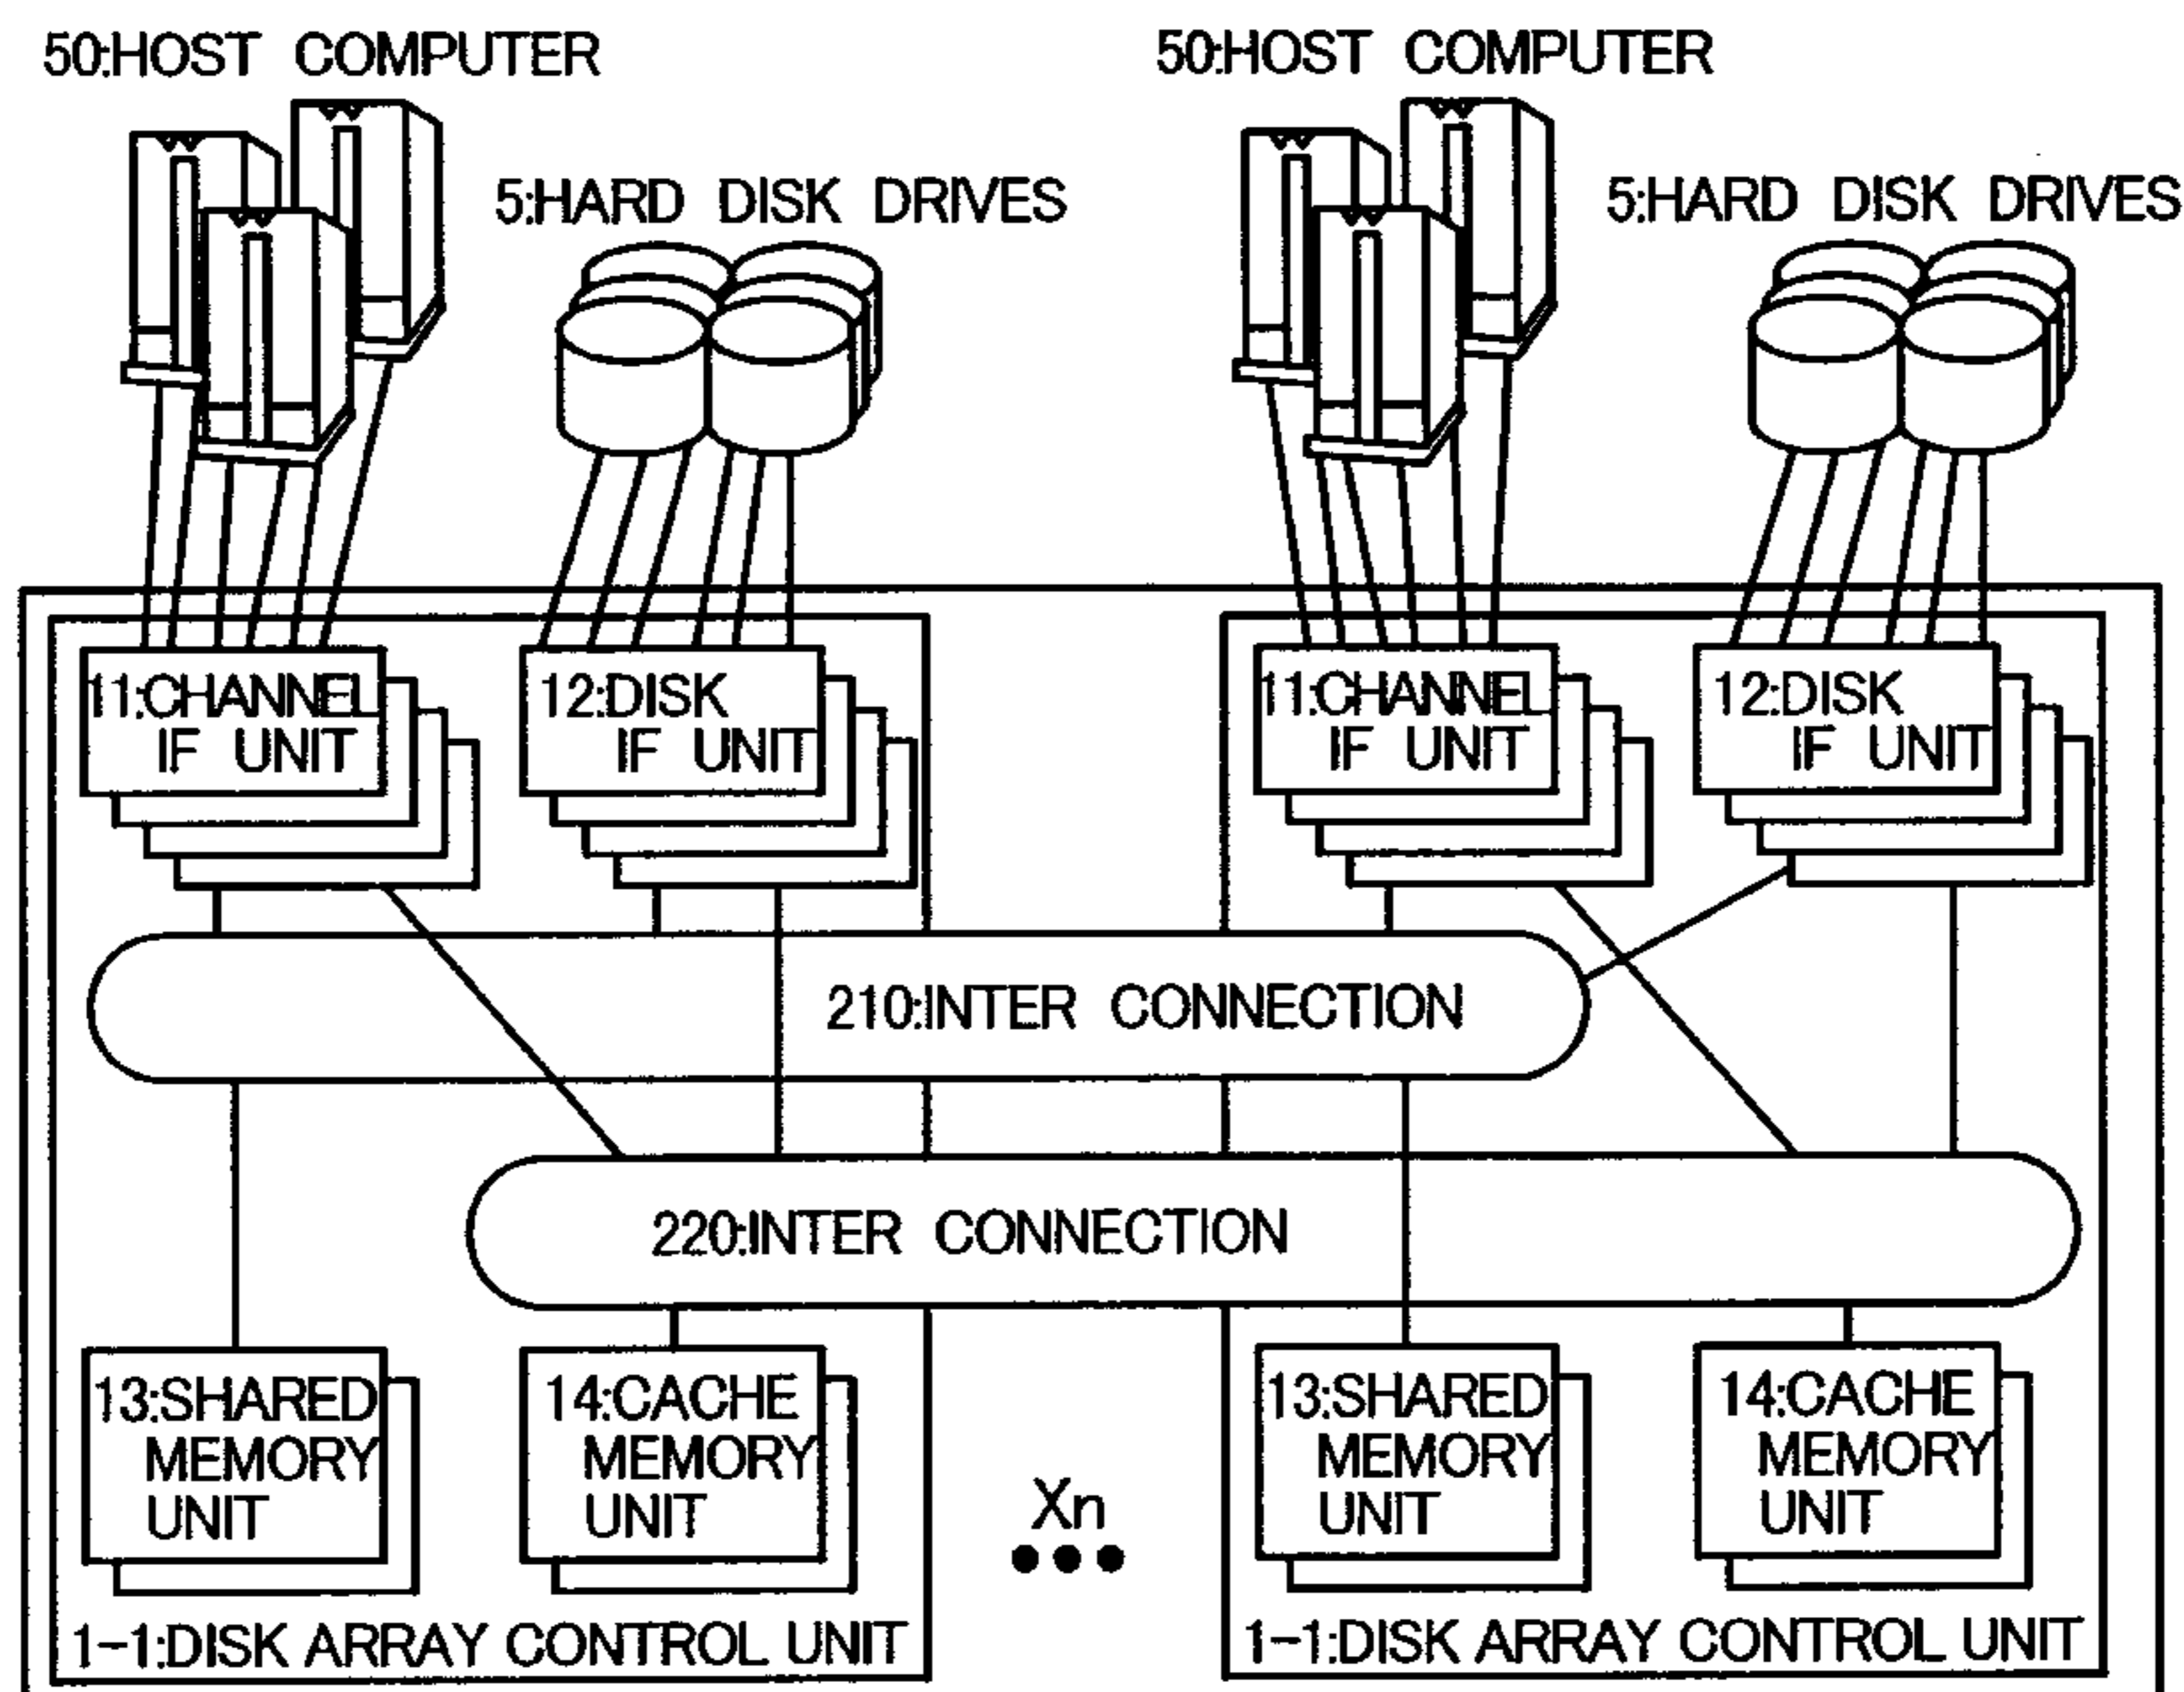 50:HOST COMPUTER
50:HOST COMPUTER
5:HARD DISK DRIVES
5:HARD DISK DRIVES
11:CHANNEL
IF UNIT
12:DISK
IF UNIT
11:CHANNEL
IF UNIT
12:DISK
IF UNIT
210:INTER CONNECTION
220:INTER CONNECTION
13:SHARED
MEMORY
UNIT
14:CACHE
MEMORY
UNIT
Xn
●●●
13:SHARED
MEMORY
UNIT
14:CACHE
MEMORY
UNIT
1-1:DISK ARRAY CONTROL UNIT
1-1:DISK ARRAY CONTROL UNIT